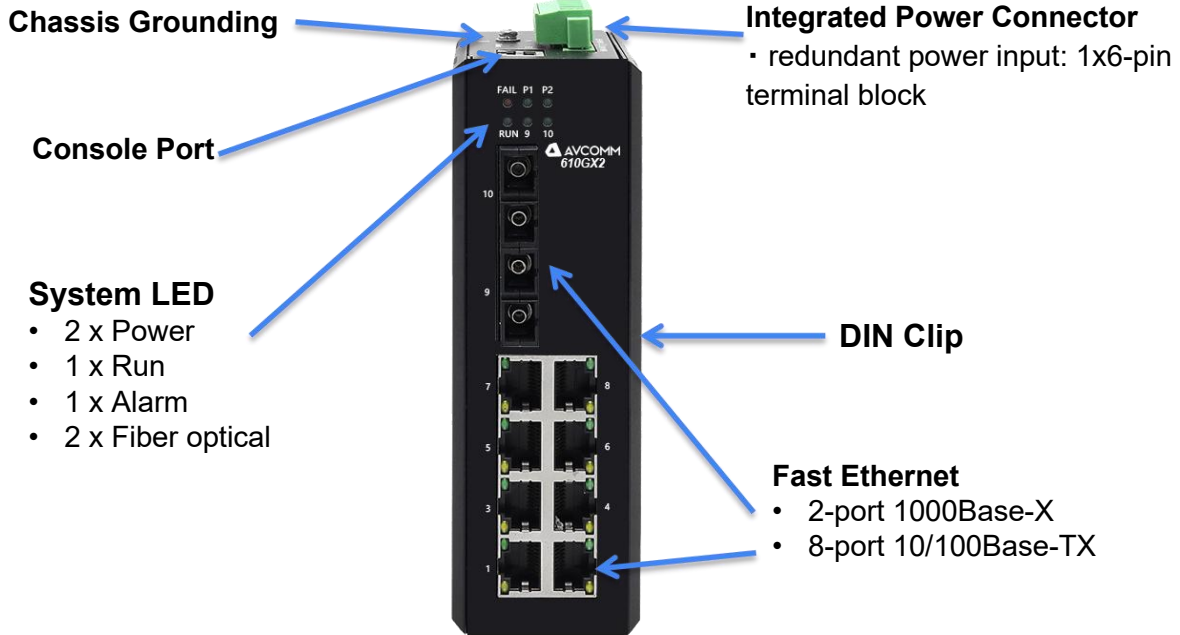 Chassis Grounding
Integrated Power Connector
▪ redundant power input: 1x6-pin
terminal block
Console Port
FAIL P1 P2
RUN 9 10
AVCOMM
610GX2
10
9
System LED
• 2 x Power
• 1 x Run
• 1 x Alarm
• 2 x Fiber optical
DIN Clip
7 8
5 6
3 4
1
Fast Ethernet
• 2-port 1000Base-X
• 8-port 10/100Base-TX